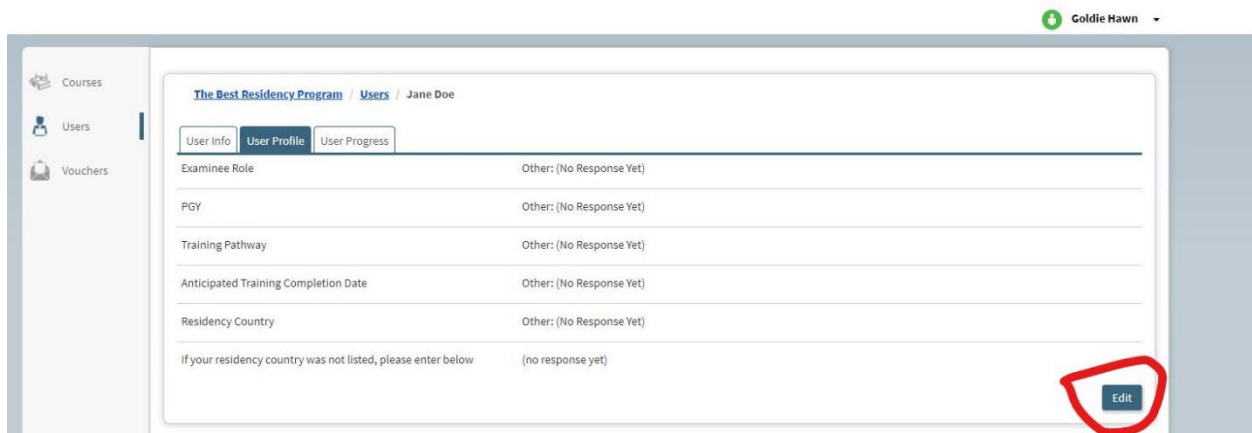 Goldie Hawn
Courses
Users
Vouchers
The Best Residency Program / Users / Jane Doe
User Info User Profile User Progress
Examinee Role Other: (No Response Yet)
PGY Other: (No Response Yet)
Training Pathway Other: (No Response Yet)
Anticipated Training Completion Date Other: (No Response Yet)
Residency Country Other: (No Response Yet)
If your residency country was not listed, please enter below (no response yet)
Edit